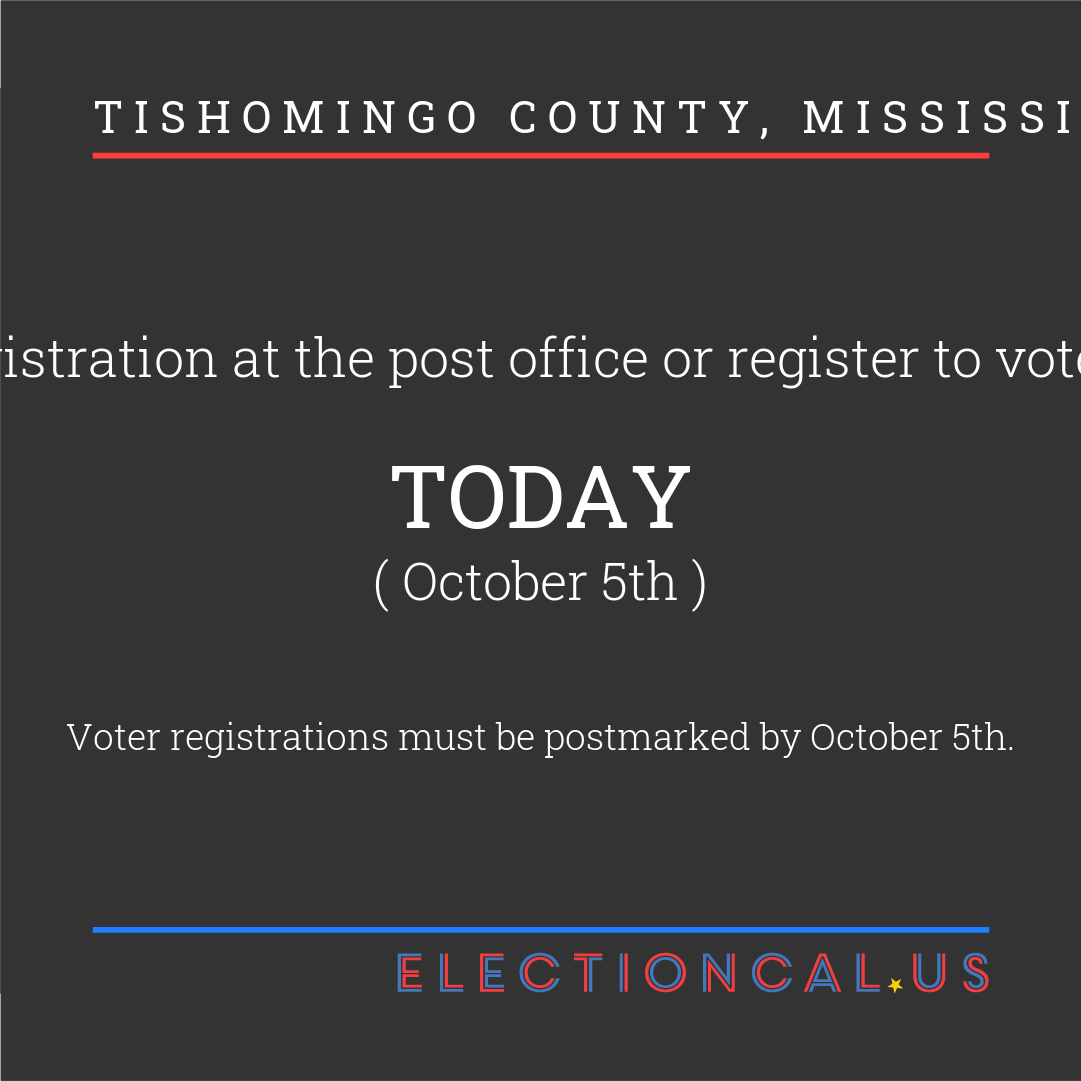 TISHOMINGO COUNTY, MISSISSI
istration at the post office or register to vot
TODAY
( October 5th )
Voter registrations must be postmarked by October 5th.
ELECTIONCAL.US